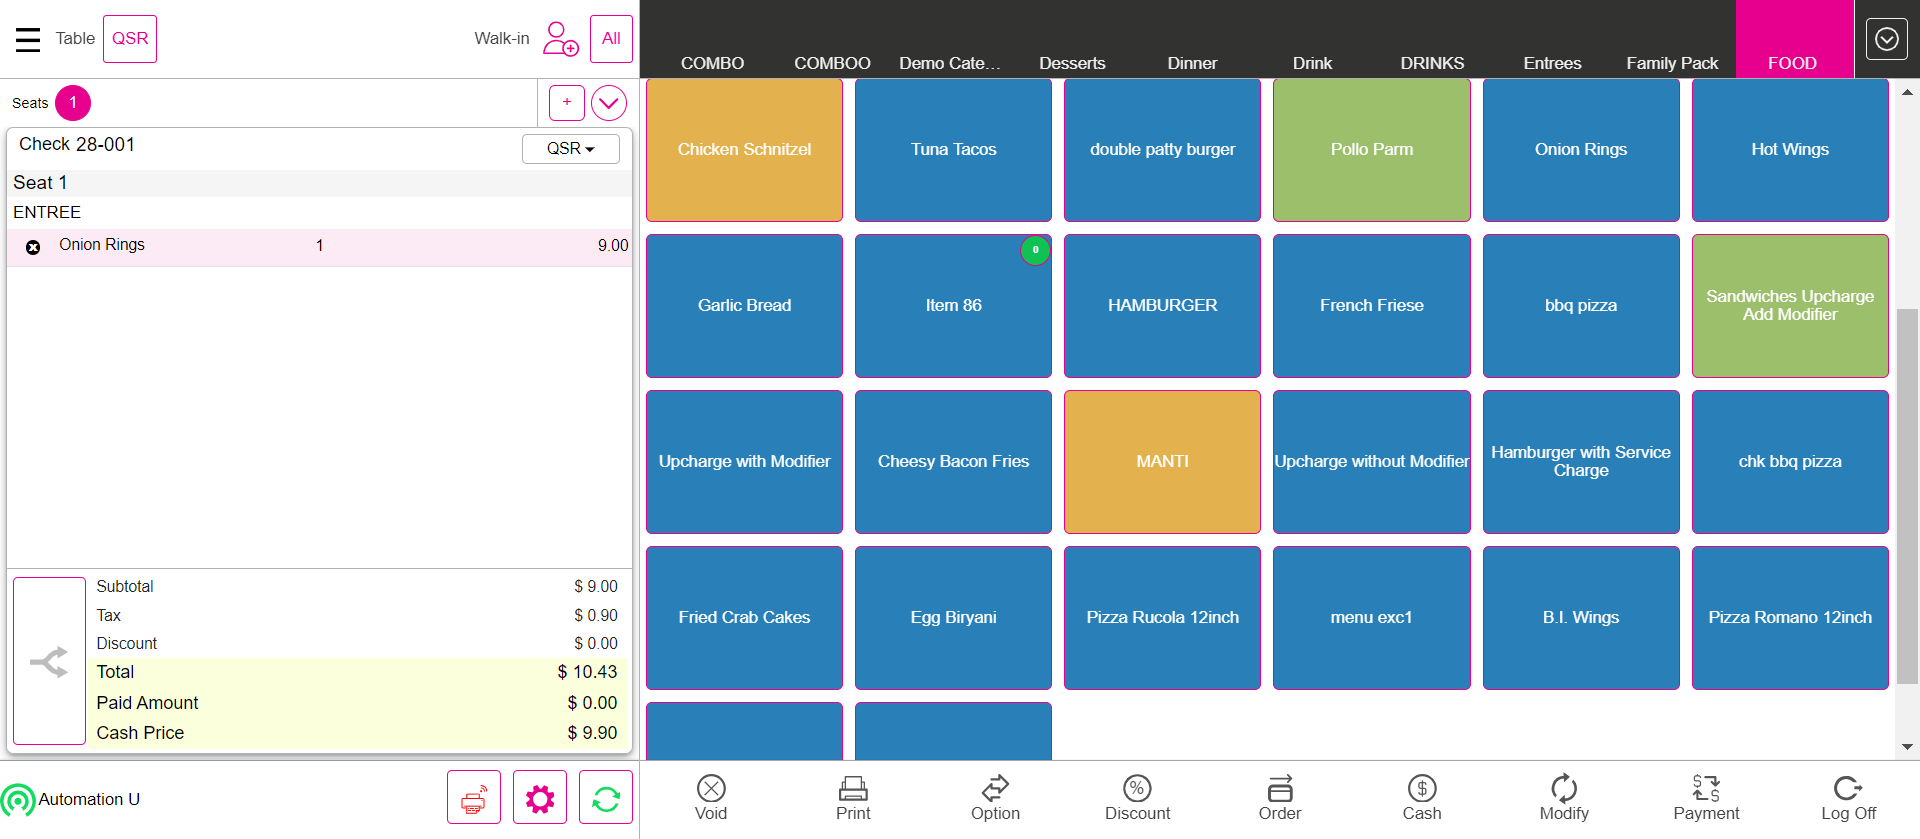 Table QSR Walk-in All
Seats 1 +
Check 28-001 QSR
Seat 1
ENTREE
Onion Rings 1 9.00
Subtotal $ 9.00
Tax $ 0.90
Discount $ 0.00
Total $ 10.43
Paid Amount $ 0.00
Cash Price $ 9.90
Automation U
COMBO COMBOO Demo Cate... Desserts Dinner Drink DRINKS Entrees Family Pack FOOD
Chicken Schnitzel Tuna Tacos double patty burger Pollo Parm Onion Rings Hot Wings
0
Garlic Bread Item 86 HAMBURGER French Friese bbq pizza Sandwiches Upcharge
Add Modifier
Upcharge with Modifier Cheesy Bacon Fries MANTI Upcharge without Modifier Hamburger with Service
Charge chk bbq pizza
Fried Crab Cakes Egg Biryani Pizza Rucola 12inch menu exc1 B.I. Wings Pizza Romano 12inch
Void Print Option Discount Order Cash Modify Payment Log Off